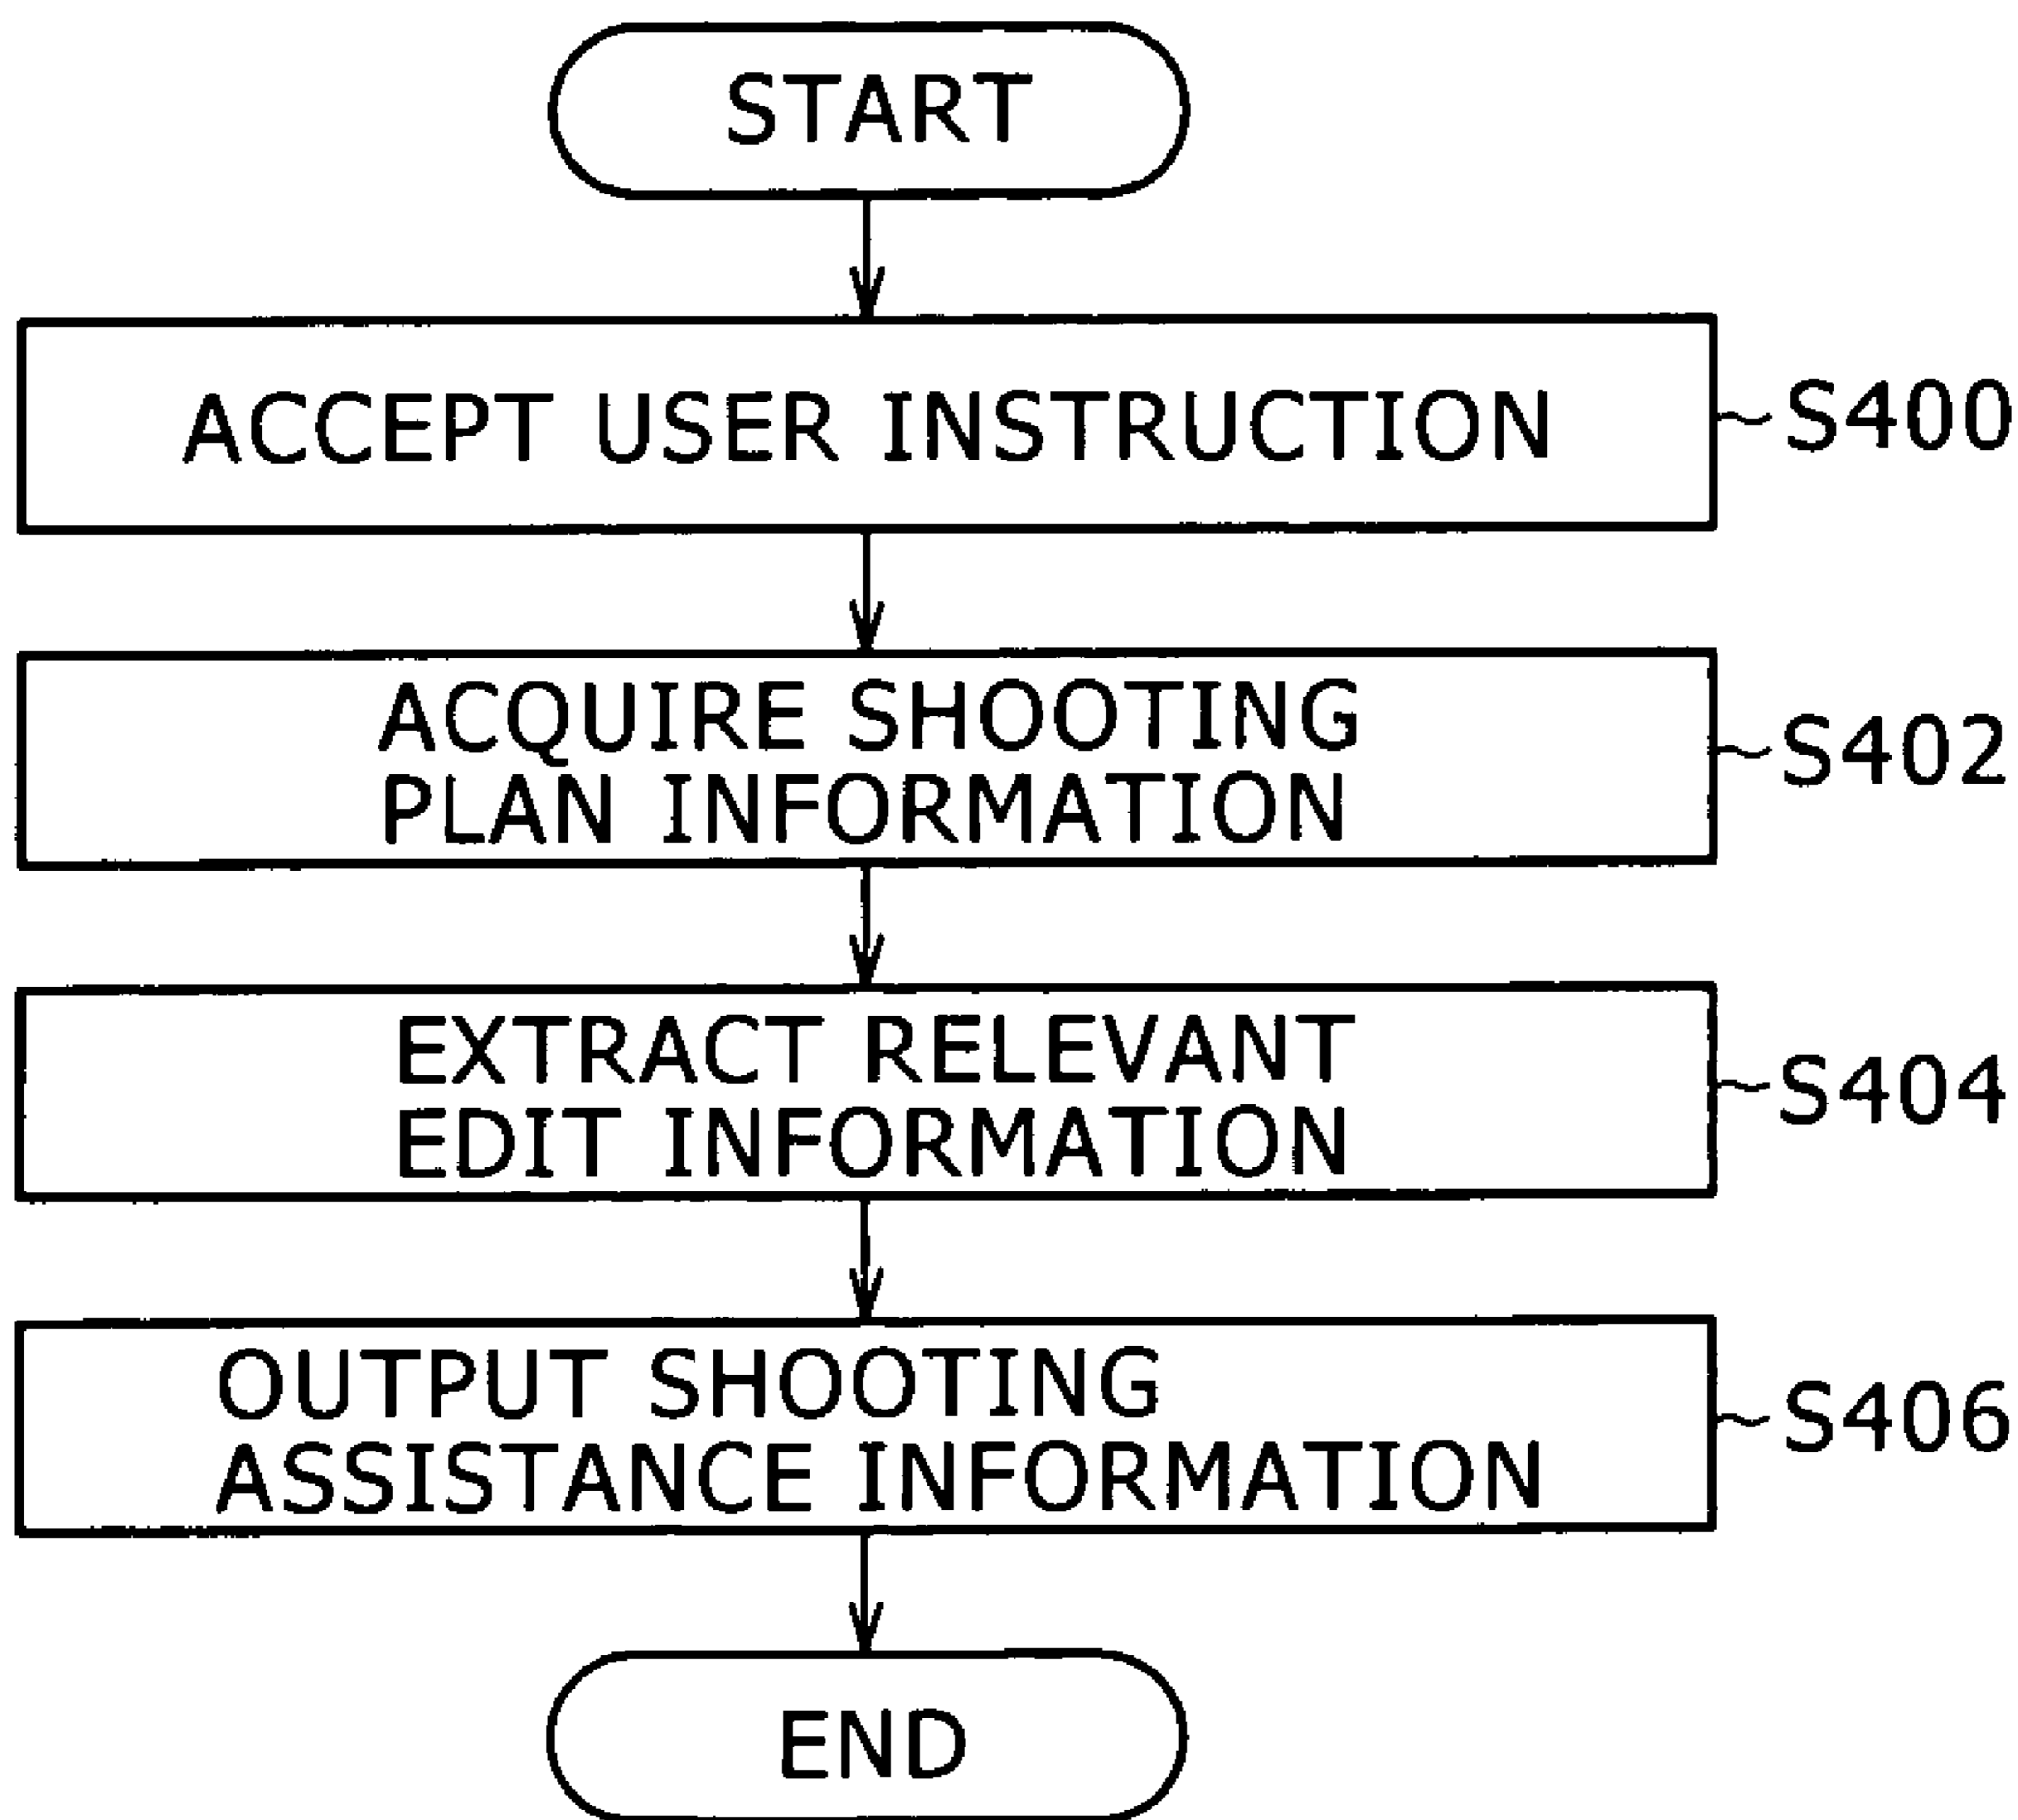 START
ACCEPT USER INSTRUCTION
S400
ACQUIRE SHOOTING
PLAN INFORMATION
S402
EXTRACT RELEVANT
EDIT INFORMATION
S404
OUTPUT SHOOTING
ASSISTANCE INFORMATION
S406
END